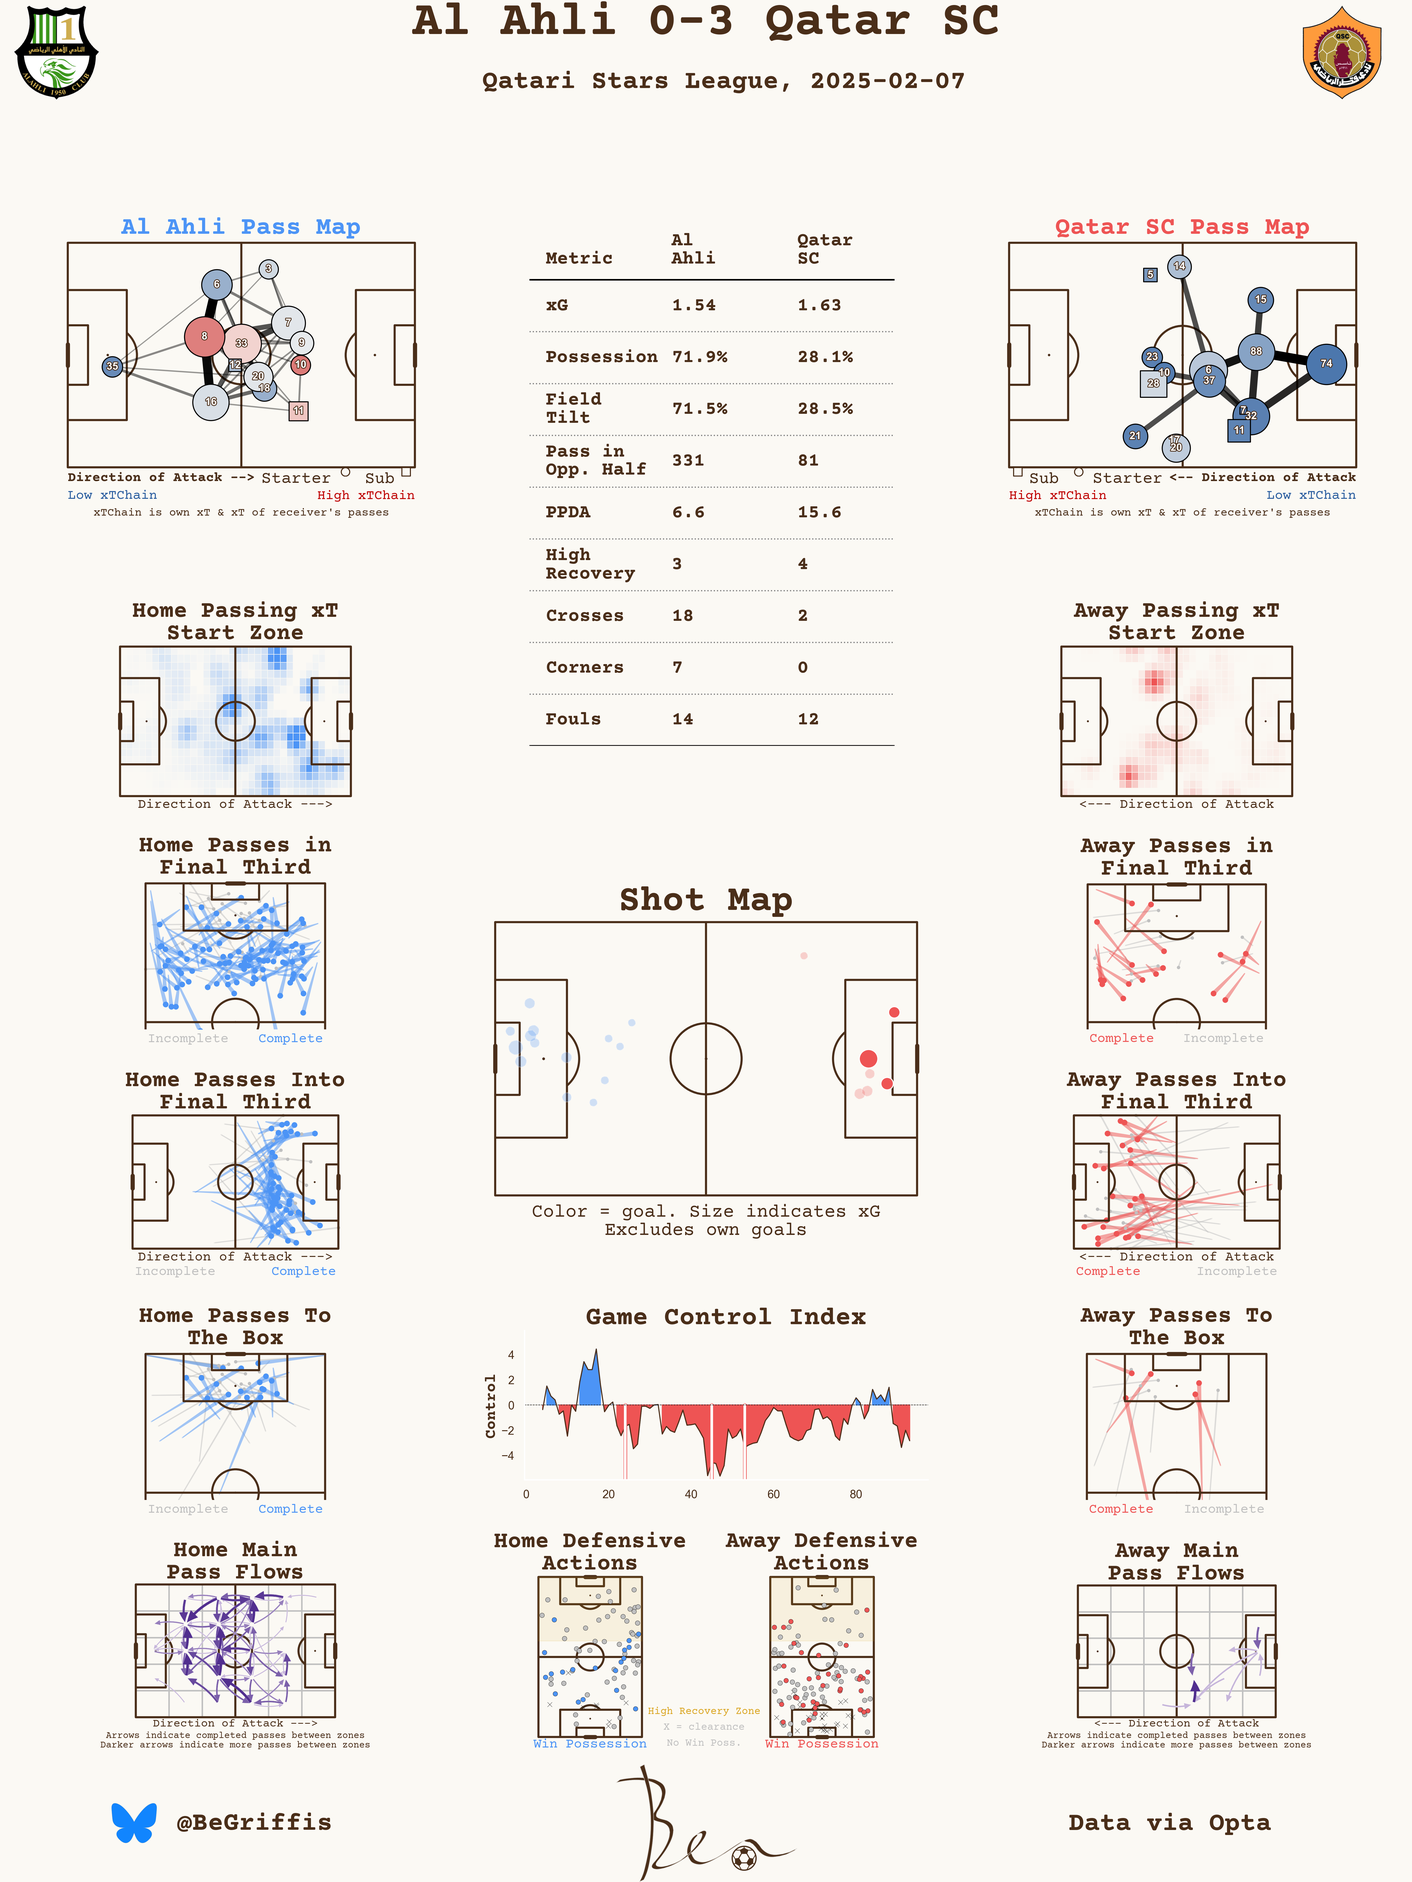 Al Ahli 0-3 Qatar SC
Qatari Stars League, 2025-02-07
1
النادي الأهلي الرياضي
ALAHLI 1950 CLUB
QSC
Al Ahli Pass Map
3
6
7
8
33
9
12
10
35
20
18
16
11
Direction of Attack --> Starter Sub
Low xTChain High xTChain
xTChain is own xT & xT of receiver's passes
Metric Al Ahli Qatar SC
xG 1.54 1.63
Possession 71.9% 28.1%
Field Tilt 71.5% 28.5%
Pass in Opp. Half 331 81
PPDA 6.6 15.6
High Recovery 3 4
Crosses 18 2
Corners 7 0
Fouls 14 12
Qatar SC Pass Map
14
5
15
88
23
74
6
10
37
28
7
32
11
21
17
20
Sub Starter <-- Direction of Attack
High xTChain Low xTChain
xTChain is own xT & xT of receiver's passes
Home Passing xT
Start Zone
Direction of Attack --->
Away Passing xT
Start Zone
<--- Direction of Attack
Home Passes in
Final Third
Incomplete Complete
Away Passes in
Final Third
Complete Incomplete
Shot Map
Color = goal. Size indicates xG
Excludes own goals
Home Passes Into
Final Third
Direction of Attack --->
Incomplete Complete
Away Passes Into
Final Third
<--- Direction of Attack
Complete Incomplete
Home Passes To
The Box
Incomplete Complete
Game Control Index
Control
4
2
0
−2
−4
0 20 40 60 80
Away Passes To
The Box
Complete Incomplete
Home Main
Pass Flows
Direction of Attack --->
Arrows indicate completed passes between zones
Darker arrows indicate more passes between zones
Home Defensive
Actions
Win Possession
High Recovery Zone
X = clearance
No Win Poss.
Away Defensive
Actions
Win Possession
Away Main
Pass Flows
<--- Direction of Attack
Arrows indicate completed passes between zones
Darker arrows indicate more passes between zones
@BeGriffis
Ben
Data via Opta